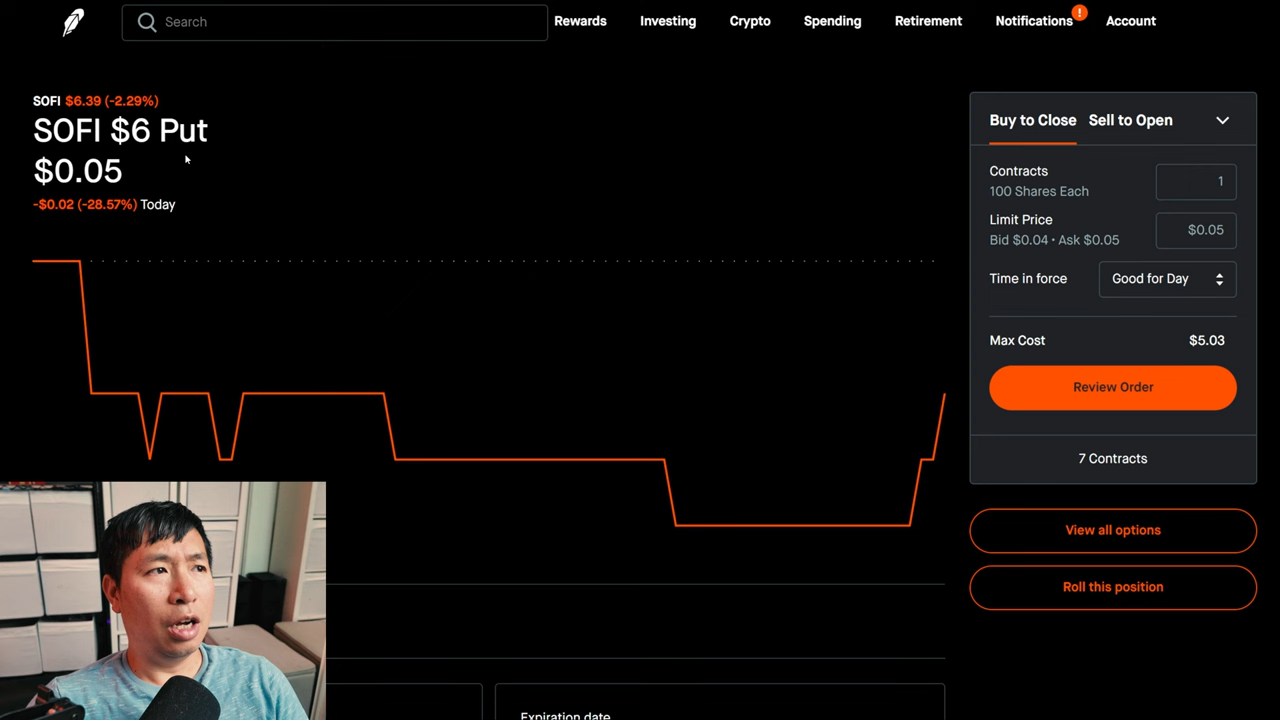 Search
Rewards
Investing
Crypto
Spending
Retirement
Notifications
!
Account
SOFI $6.39 (-2.29%)
SOFI $6 Put
$0.05
-$0.02 (-28.57%) Today
Buy to Close
Sell to Open
Contracts
100 Shares Each
1
Limit Price
Bid $0.04 • Ask $0.05
$0.05
Time in force
Good for Day
Max Cost
$5.03
Review Order
7 Contracts
View all options
Roll this position
Expiration date